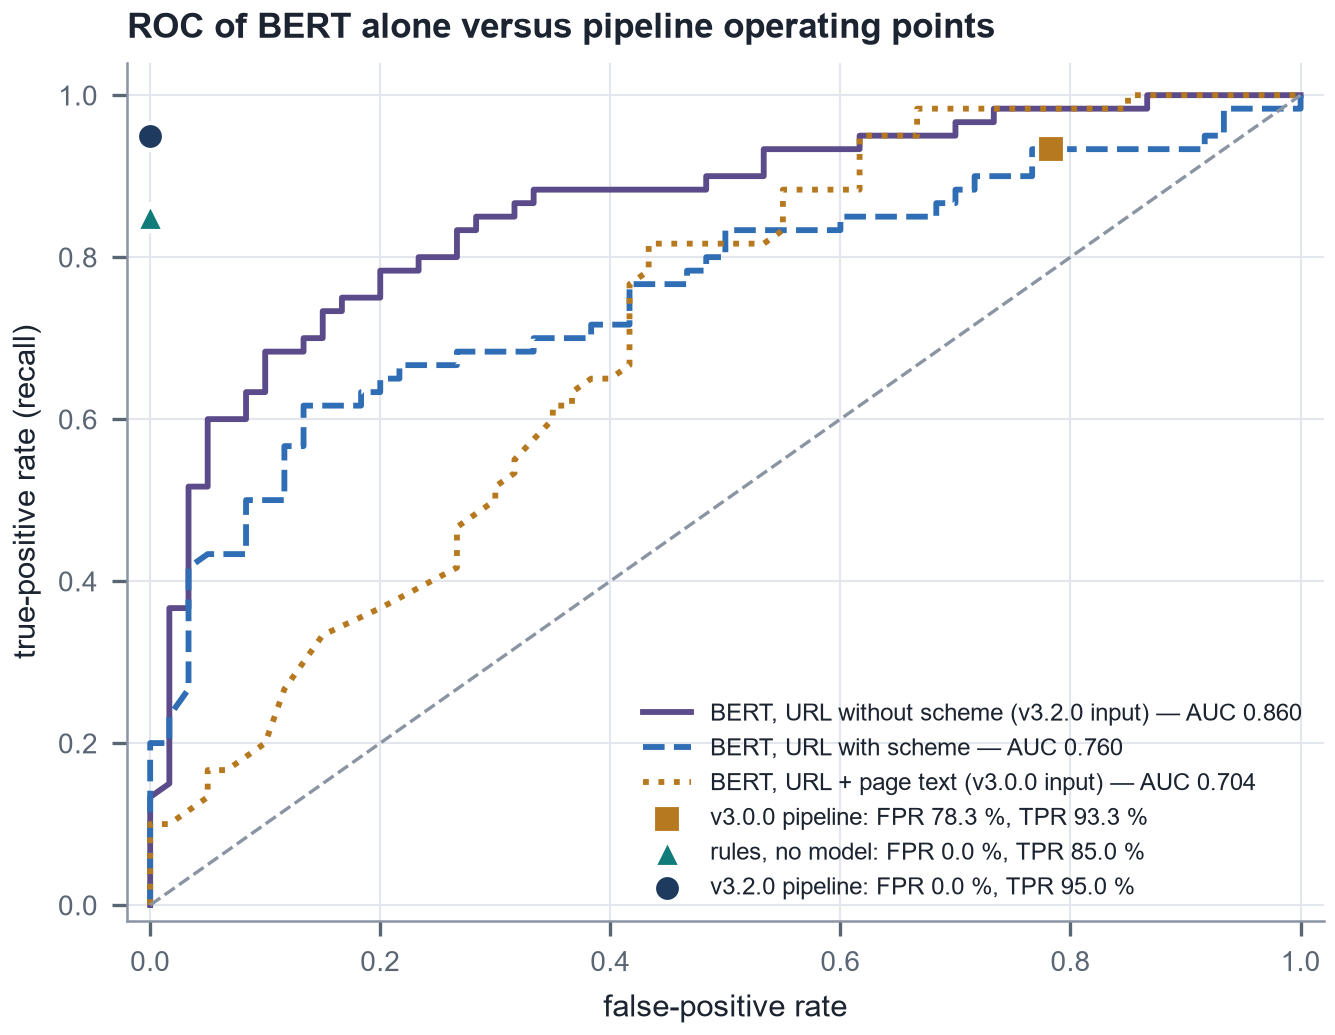 ROC of BERT alone versus pipeline operating points
true-positive rate (recall)
1.0
0.8
0.6
0.4
0.2
0.0
BERT, URL without scheme (v3.2.0 input) — AUC 0.860
BERT, URL with scheme — AUC 0.760
BERT, URL + page text (v3.0.0 input) — AUC 0.704
v3.0.0 pipeline: FPR 78.3 %, TPR 93.3 %
rules, no model: FPR 0.0 %, TPR 85.0 %
v3.2.0 pipeline: FPR 0.0 %, TPR 95.0 %
0.0 0.2 0.4 0.6 0.8 1.0
false-positive rate